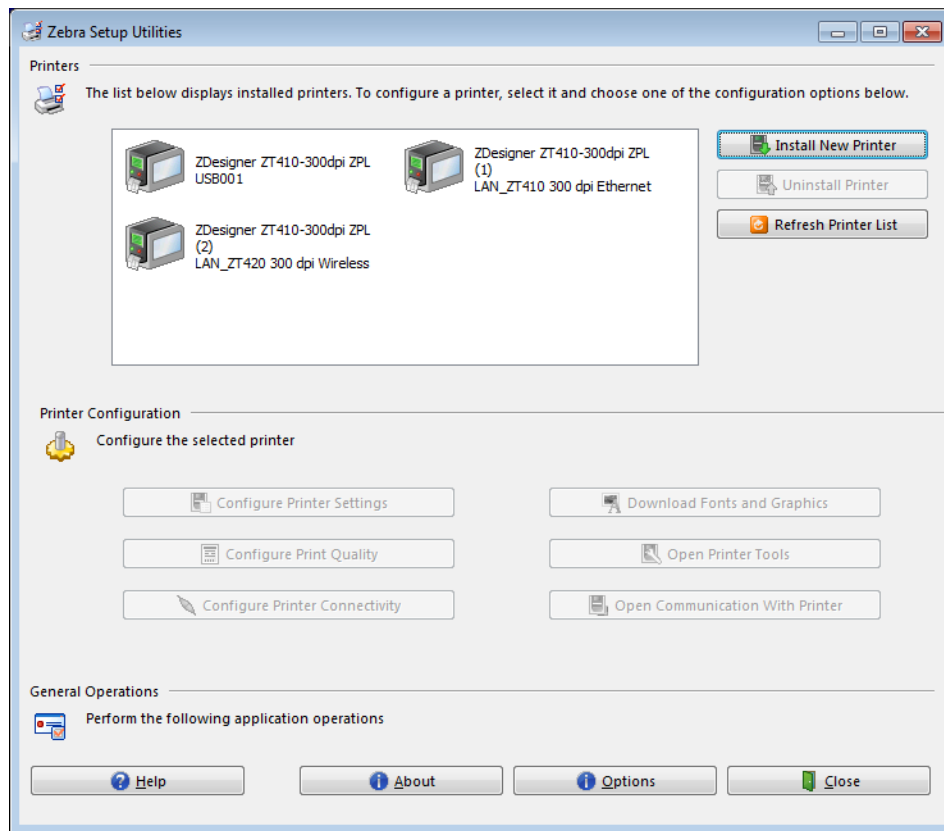 Zebra Setup Utilities
Printers
The list below displays installed printers. To configure a printer, select it and choose one of the configuration options below.
ZDesigner ZT410-300dpi ZPL
USB001
ZDesigner ZT410-300dpi ZPL
(1)
LAN_ZT410 300 dpi Ethernet
ZDesigner ZT410-300dpi ZPL
(2)
LAN_ZT420 300 dpi Wireless
Install New Printer
Uninstall Printer
Refresh Printer List
Printer Configuration
Configure the selected printer
Configure Printer Settings
Download Fonts and Graphics
Configure Print Quality
Open Printer Tools
Configure Printer Connectivity
Open Communication With Printer
General Operations
Perform the following application operations
Help
About
Options
Close